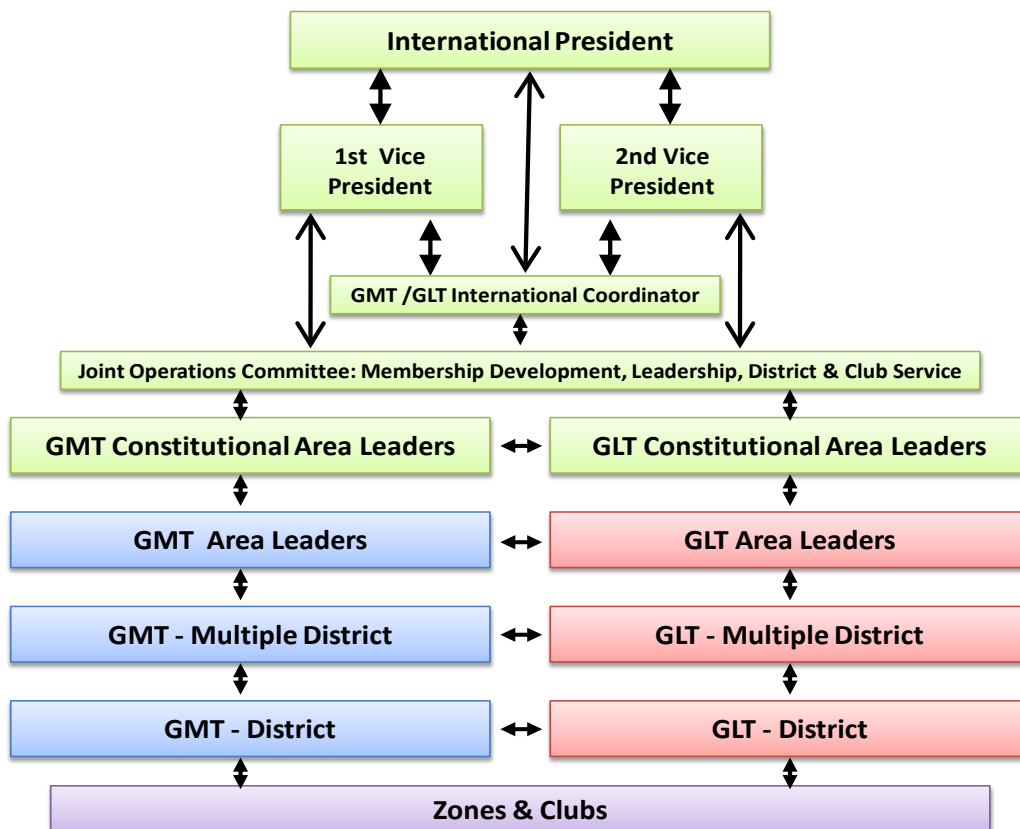 International President
1st Vice
President
2nd Vice
President
GMT /GLT International Coordinator
Joint Operations Committee: Membership Development, Leadership, District & Club Service
GMT Constitutional Area Leaders
GLT Constitutional Area Leaders
GMT Area Leaders
GLT Area Leaders
GMT - Multiple District
GLT - Multiple District
GMT - District
GLT - District
Zones & Clubs